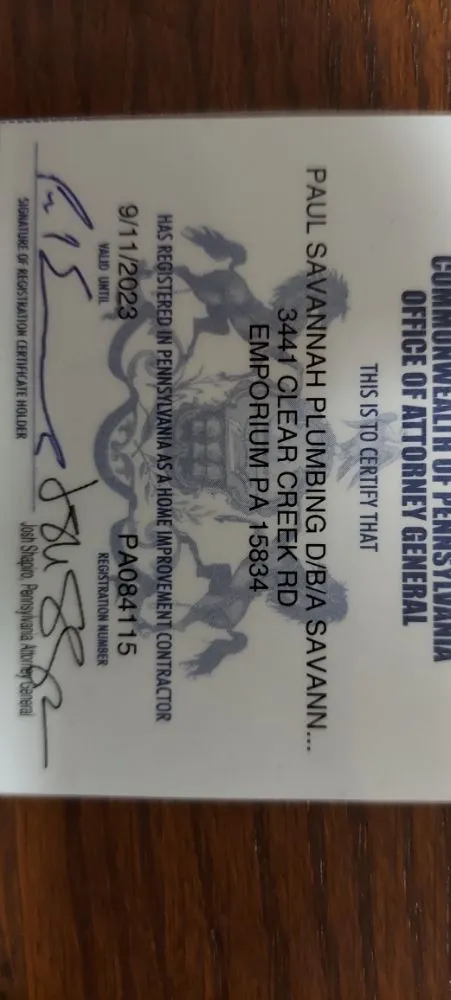 COMMONWEALTH OF PENNSYLVANIA
OFFICE OF ATTORNEY GENERAL
THIS IS TO CERTIFY THAT
PAUL SAVANNAH PLUMBING D/B/A SAVANN...
3441 CLEAR CREEK RD
EMPORIUM PA 15834
HAS REGISTERED IN PENNSYLVANIA AS A HOME IMPROVEMENT CONTRACTOR
9/11/2023 PA084115
VALID UNTIL REGISTRATION NUMBER
SIGNATURE OF REGISTRATION CERTIFICATE HOLDER Josh Shapiro, Pennsylvania Attorney General